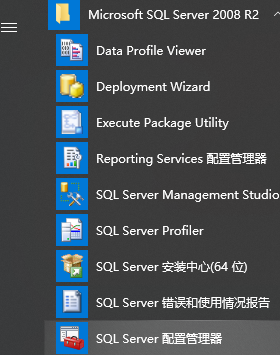 Microsoft SQL Server 2008 R2
Data Profile Viewer
Deployment Wizard
Execute Package Utility
Reporting Services 配置管理器
SQL Server Management Studio
SQL Server Profiler
SQL Server 安装中心(64 位)
SQL Server 错误和使用情况报告
SQL Server 配置管理器